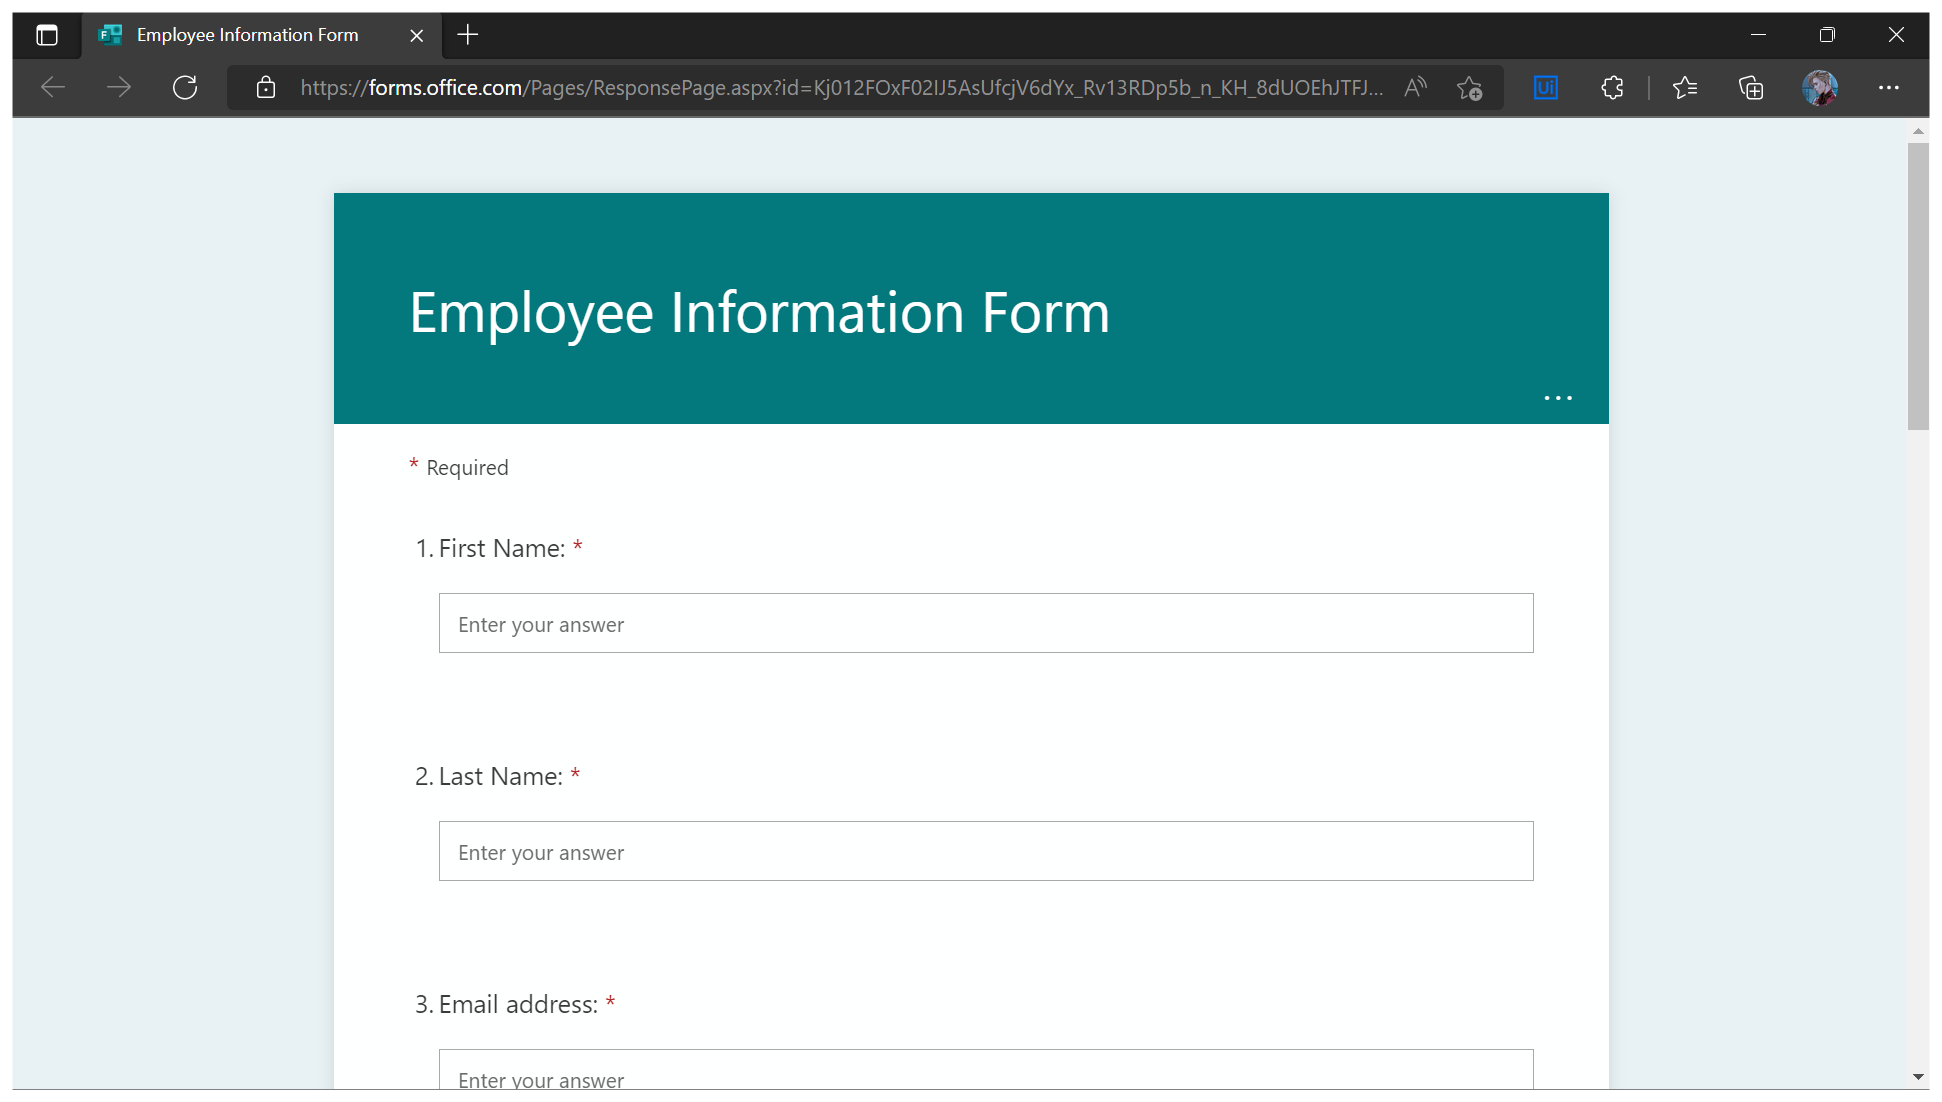 Employee Information Form
https://forms.office.com/Pages/ResponsePage.aspx?id=Kj012FOxF02IJ5AsUfcjV6dYx_Rv13RDp5b_n_KH_8dUOEhJTFJ...
Employee Information Form
* Required
1. First Name: *
Enter your answer
2. Last Name: *
Enter your answer
3. Email address: *
Enter your answer